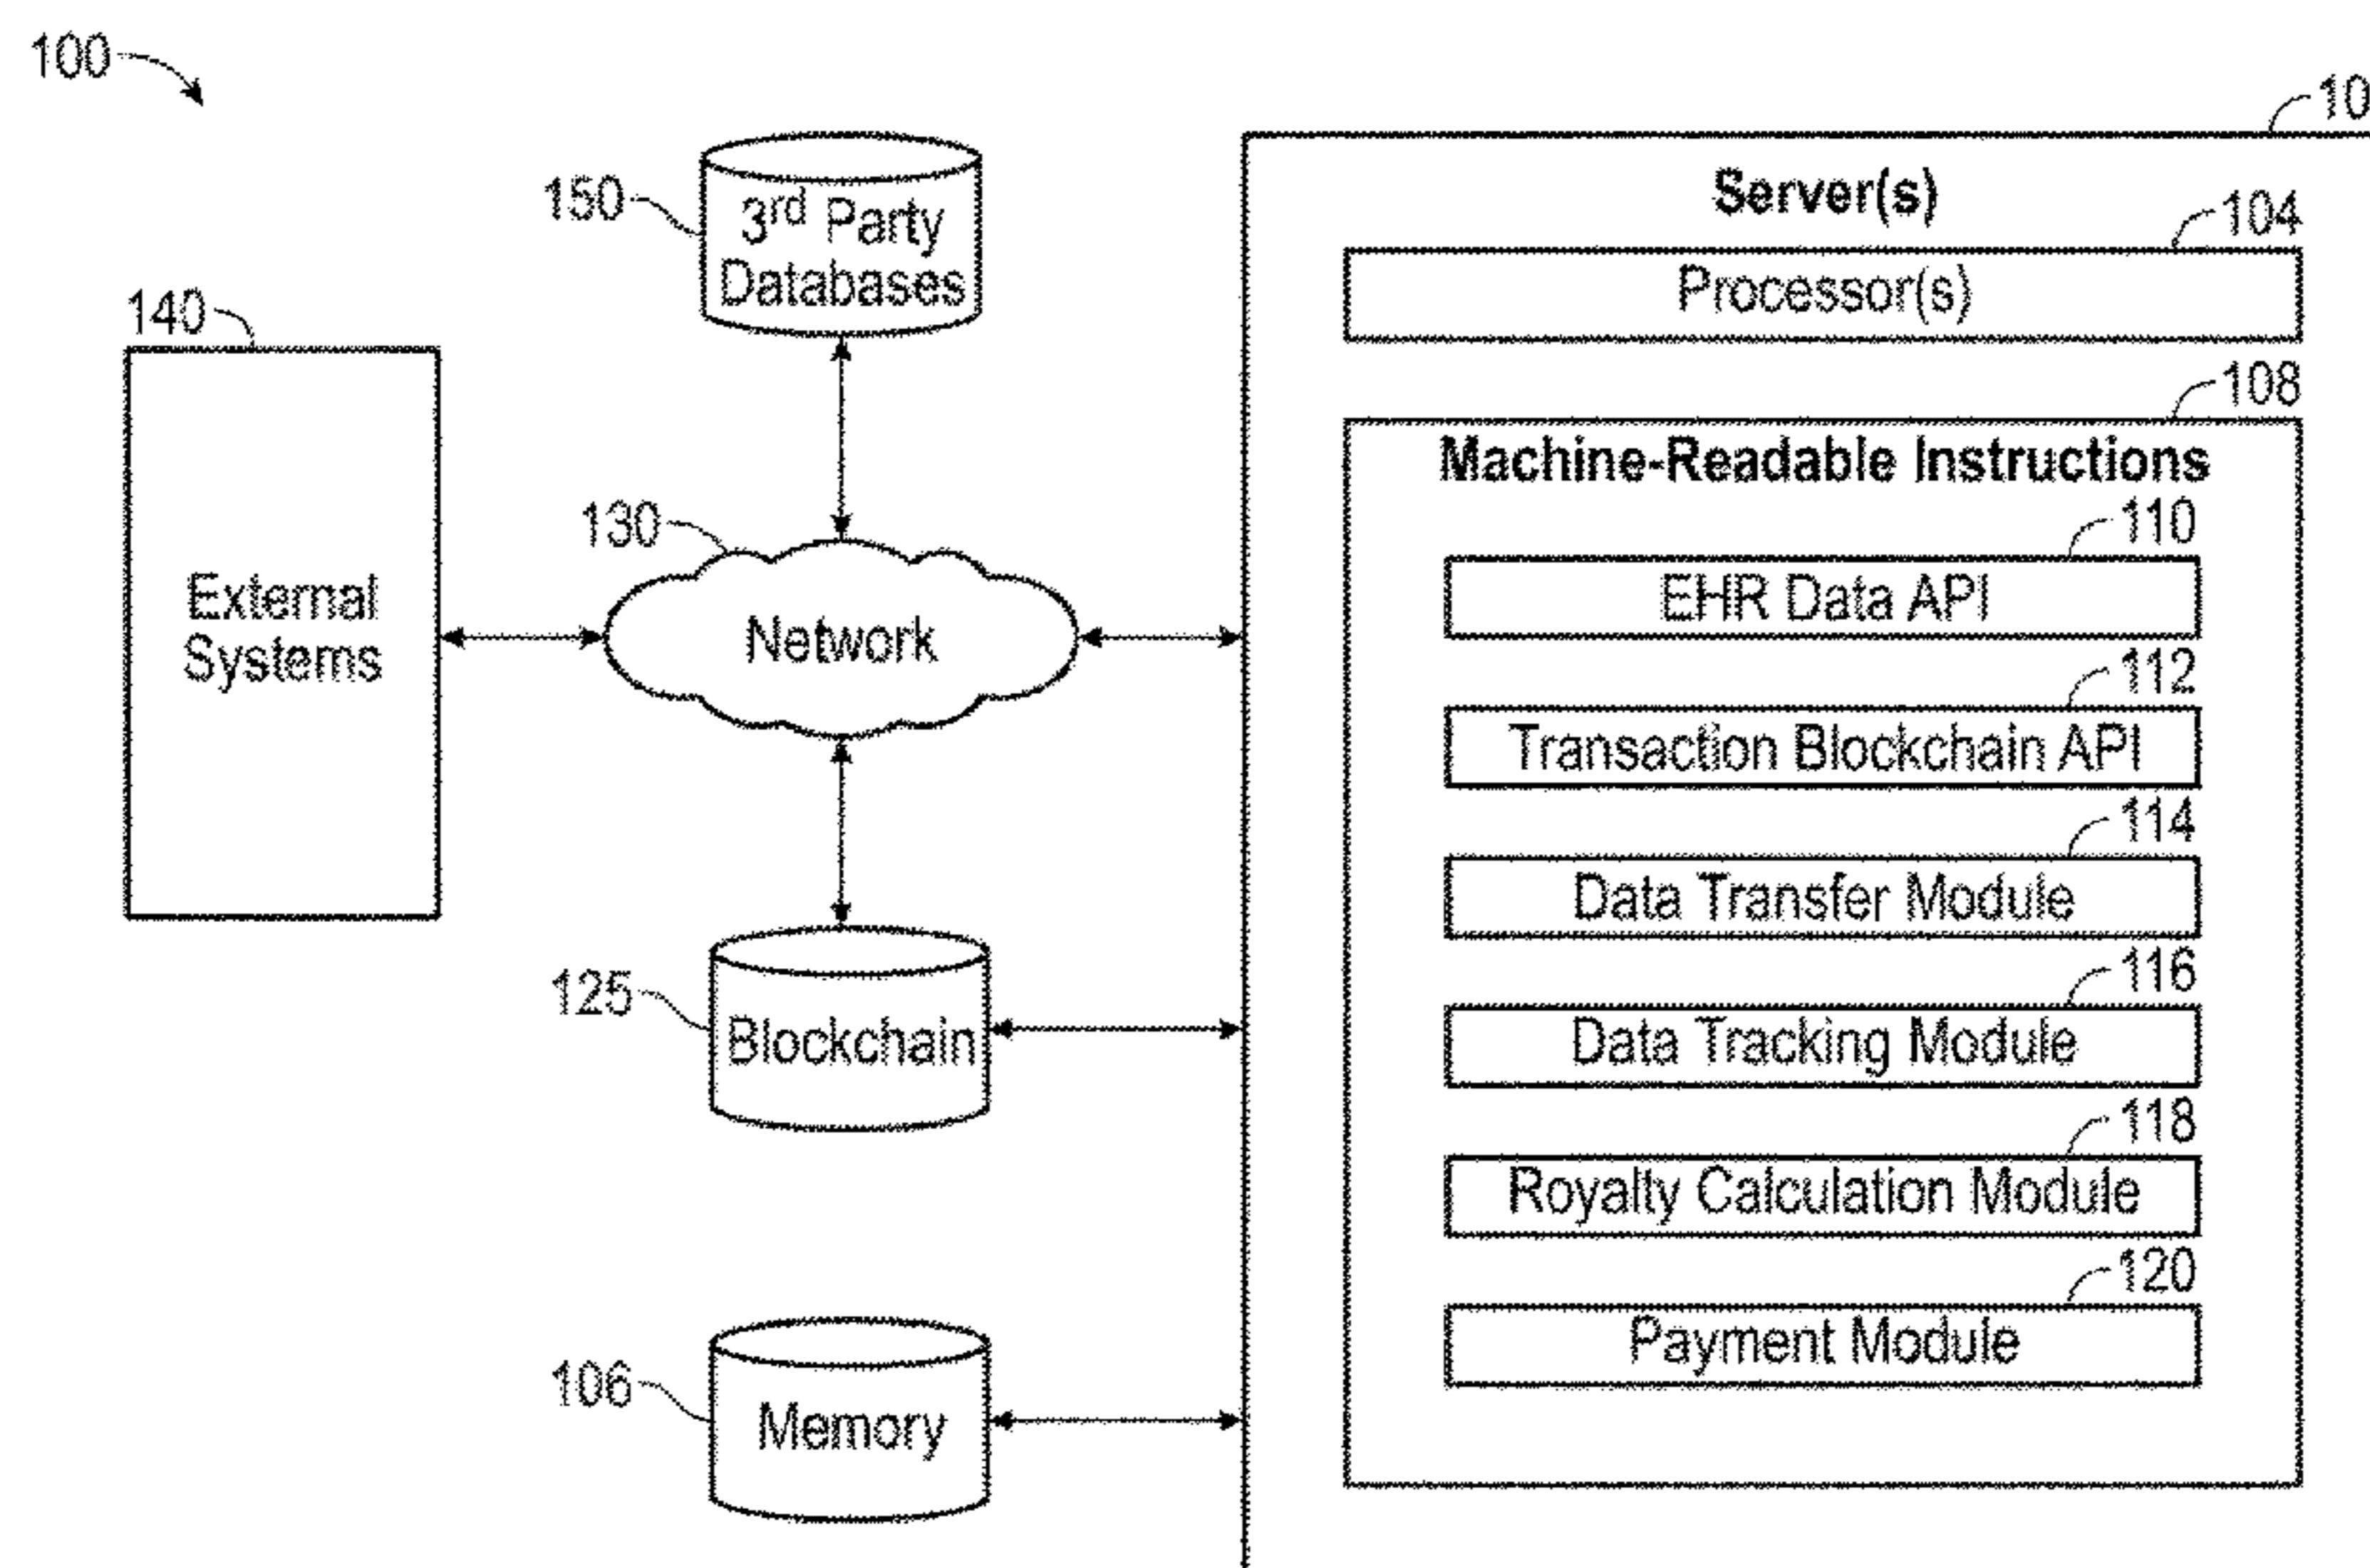 100
10
150
3rd Party
Databases
Server(s)
104
Processor(s)
140
External
Systems
108
Machine-Readable Instructions
130
Network
110
EHR Data API
112
Transaction Blockchain API
114
Data Transfer Module
125
Blockchain
116
Data Tracking Module
118
Royalty Calculation Module
106
Memory
120
Payment Module